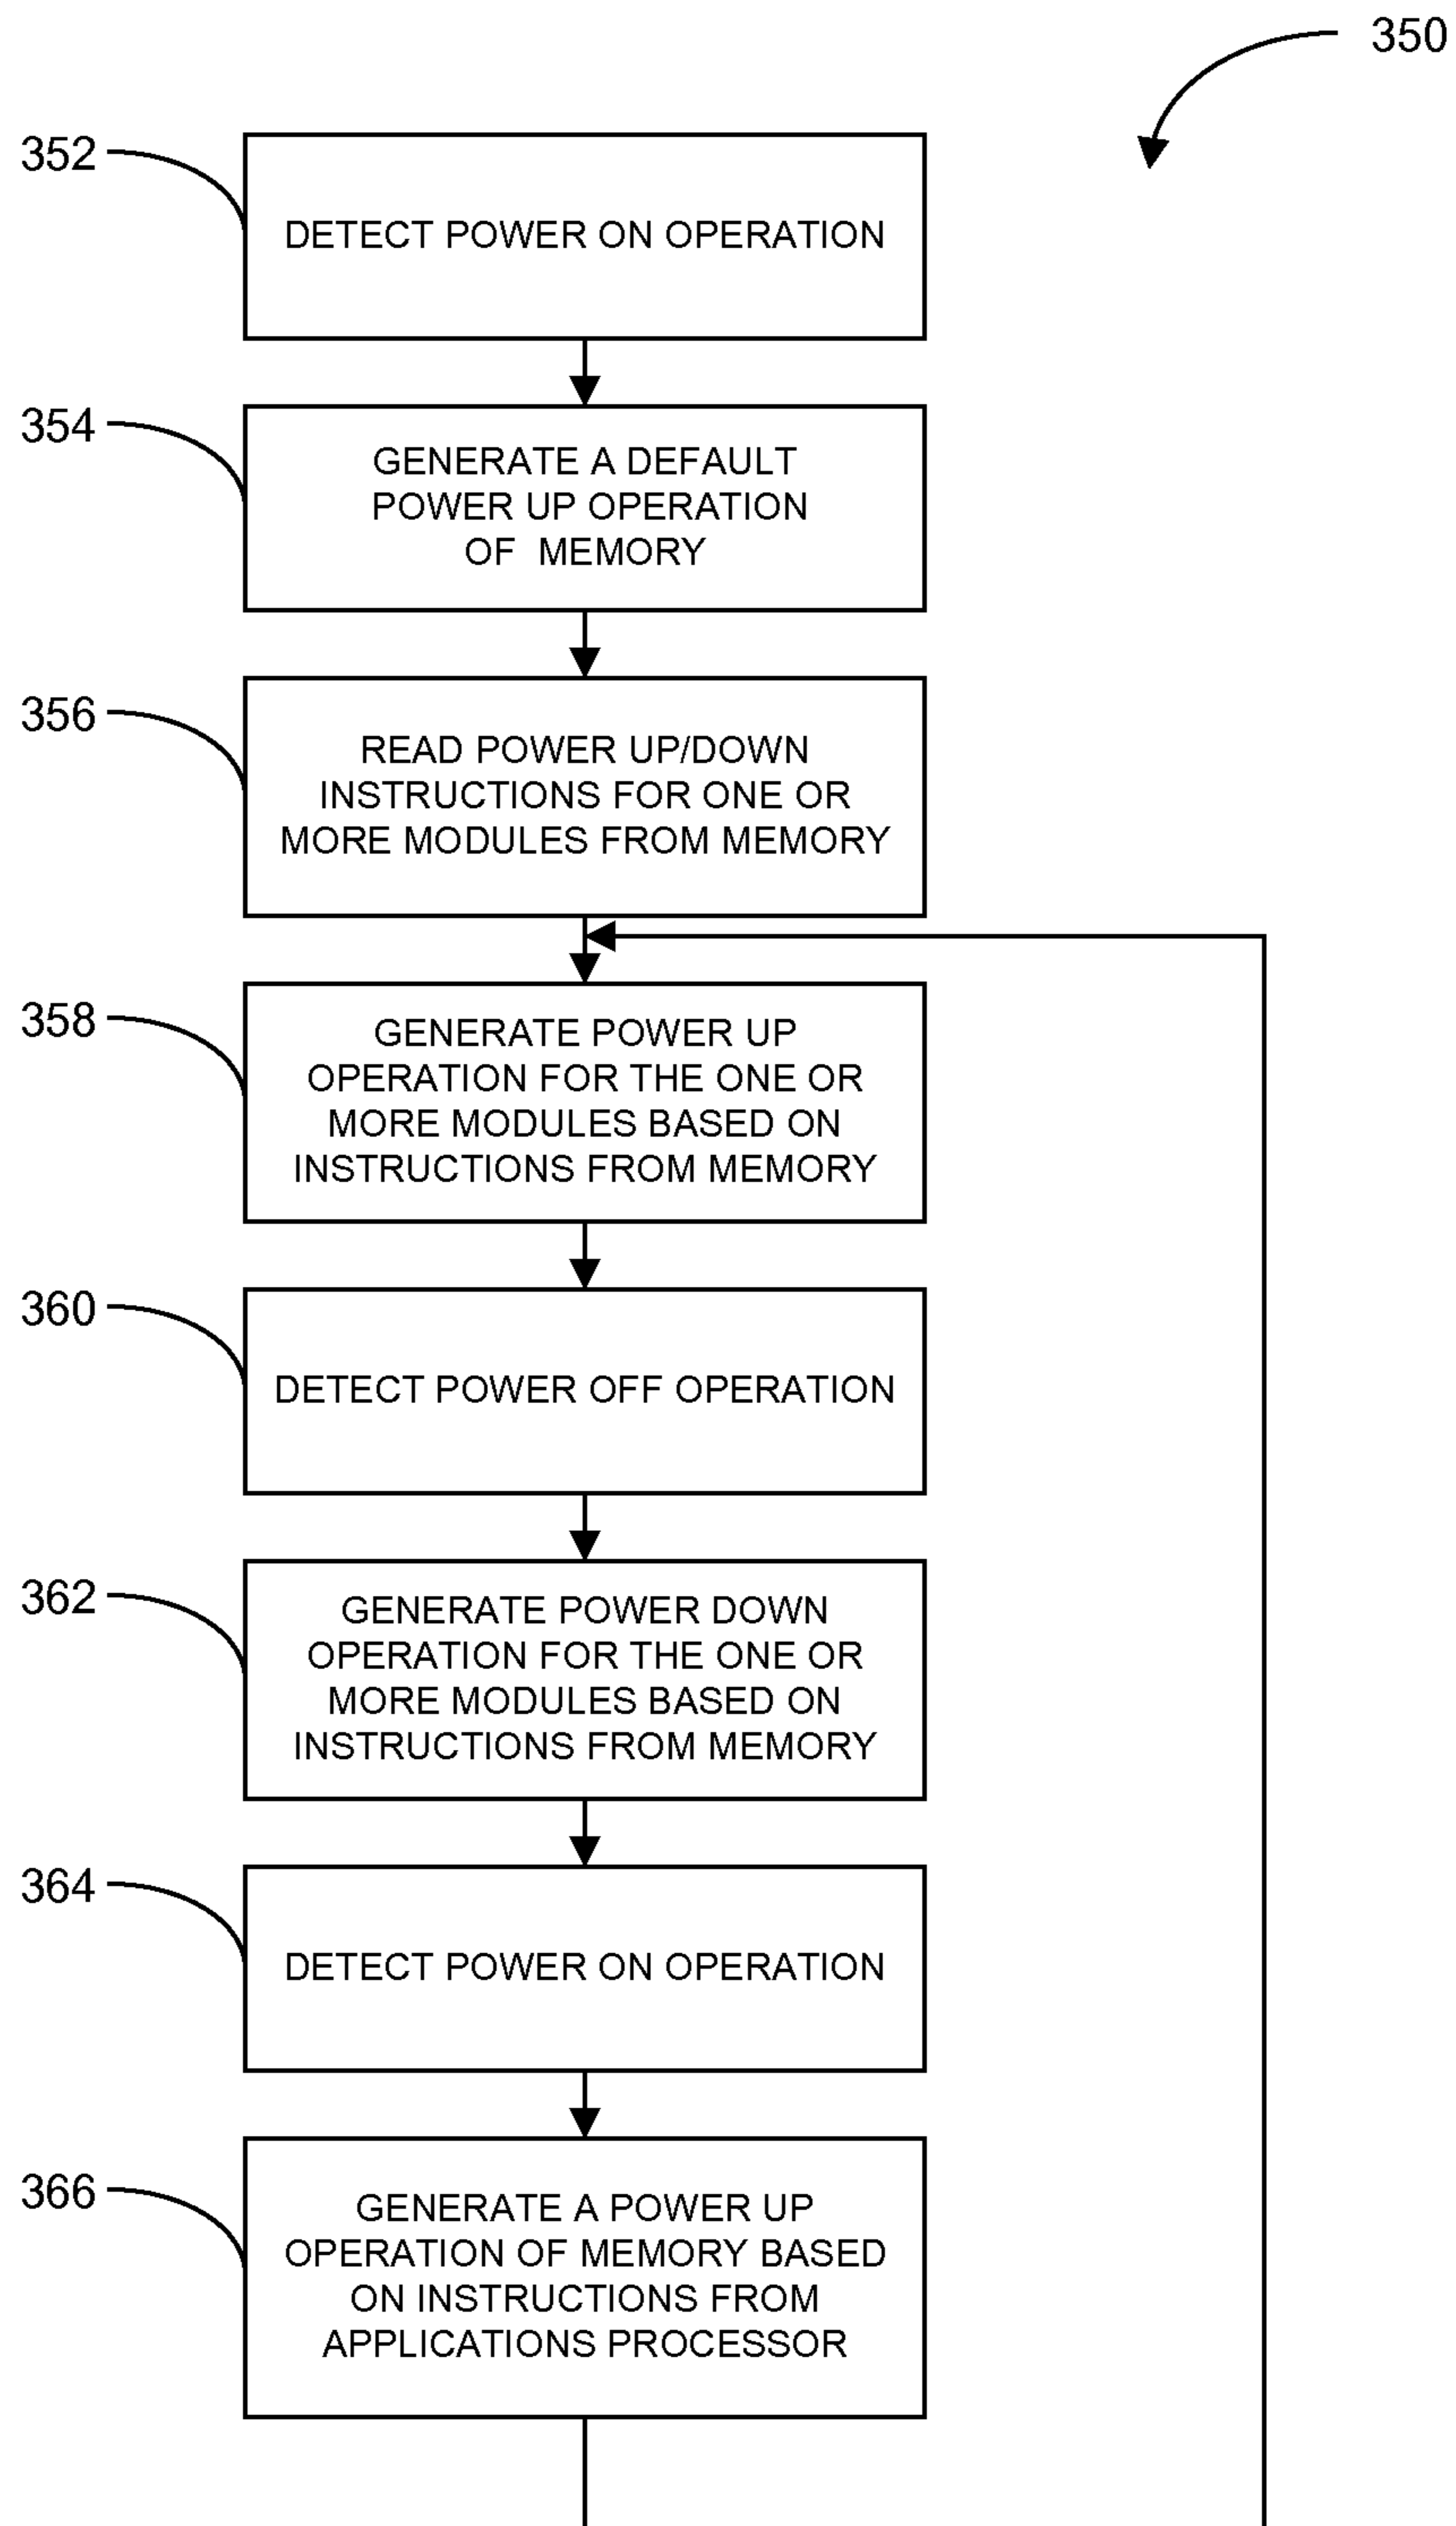 350
352
DETECT POWER ON OPERATION
354
GENERATE A DEFAULT
POWER UP OPERATION
OF MEMORY
356
READ POWER UP/DOWN
INSTRUCTIONS FOR ONE OR
MORE MODULES FROM MEMORY
358
GENERATE POWER UP
OPERATION FOR THE ONE OR
MORE MODULES BASED ON
INSTRUCTIONS FROM MEMORY
360
DETECT POWER OFF OPERATION
362
GENERATE POWER DOWN
OPERATION FOR THE ONE OR
MORE MODULES BASED ON
INSTRUCTIONS FROM MEMORY
364
DETECT POWER ON OPERATION
366
GENERATE A POWER UP
OPERATION OF MEMORY BASED
ON INSTRUCTIONS FROM
APPLICATIONS PROCESSOR